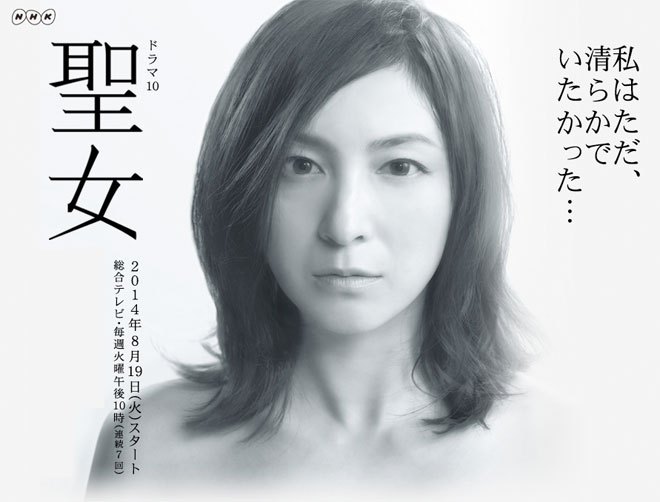 NHK
私はただ、
清らかで
いたかった…
ドラマ10
聖女
2014年8月19日(火)スタート
総合テレビ・毎週火曜午後10時(連続7回)